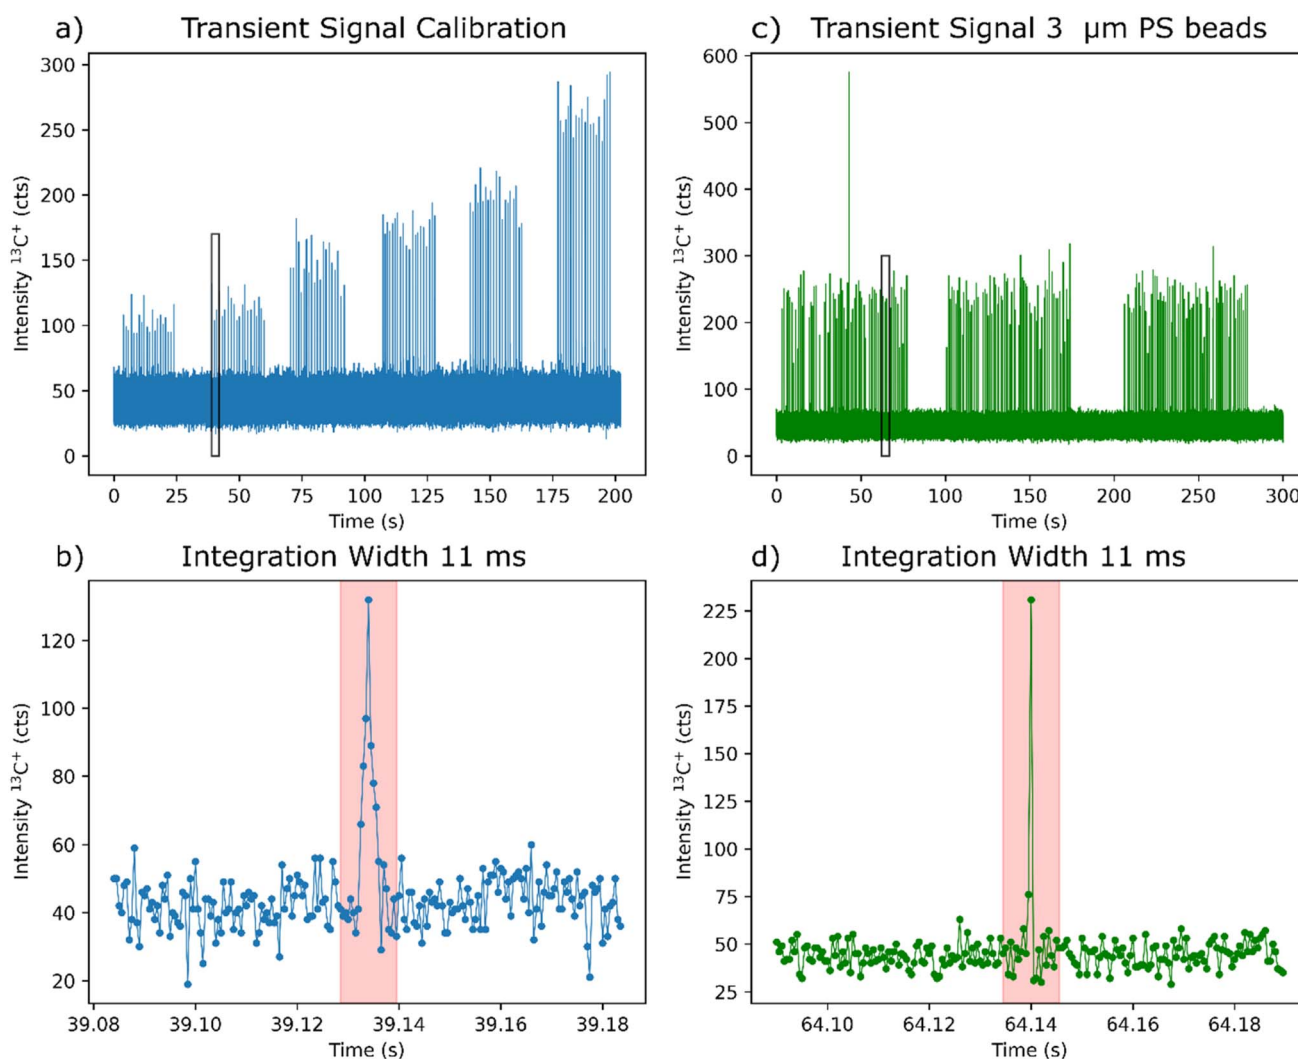 a) Transient Signal Calibration
300
250
200
150
100
50
0
Intensity ¹³C⁺ (cts)
0 25 50 75 100 125 150 175 200
Time (s)
c) Transient Signal 3 µm PS beads
600
500
400
300
200
100
0
Intensity ¹³C⁺ (cts)
0 50 100 150 200 250 300
Time (s)
b) Integration Width 11 ms
120
100
80
60
40
20
Intensity ¹³C⁺ (cts)
39.08 39.10 39.12 39.14 39.16 39.18
Time (s)
d) Integration Width 11 ms
225
200
175
150
125
100
75
50
25
Intensity ¹³C⁺ (cts)
64.10 64.12 64.14 64.16 64.18
Time (s)